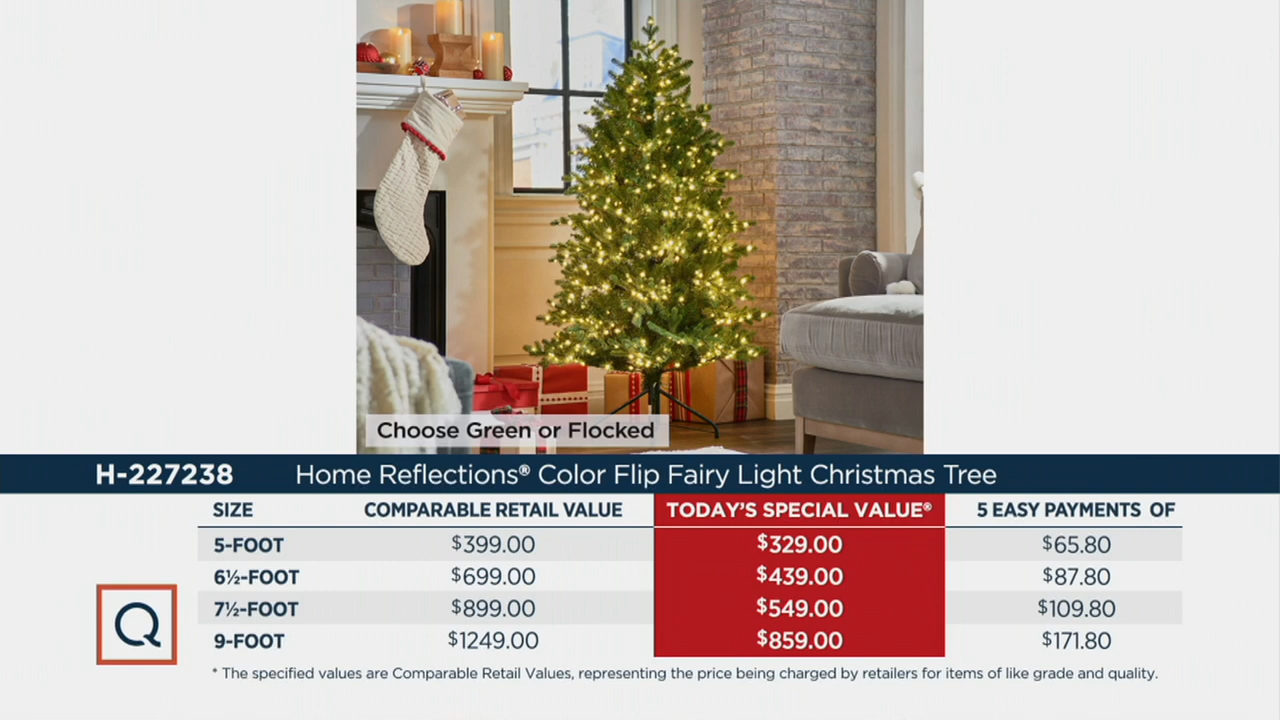 Choose Green or Flocked
H-227238 Home Reflections® Color Flip Fairy Light Christmas Tree
SIZE COMPARABLE RETAIL VALUE TODAY'S SPECIAL VALUE® 5 EASY PAYMENTS OF
5-FOOT $399.00 $329.00 $65.80
6½-FOOT $699.00 $439.00 $87.80
7½-FOOT $899.00 $549.00 $109.80
9-FOOT $1249.00 $859.00 $171.80
Q
* The specified values are Comparable Retail Values, representing the price being charged by retailers for items of like grade and quality.